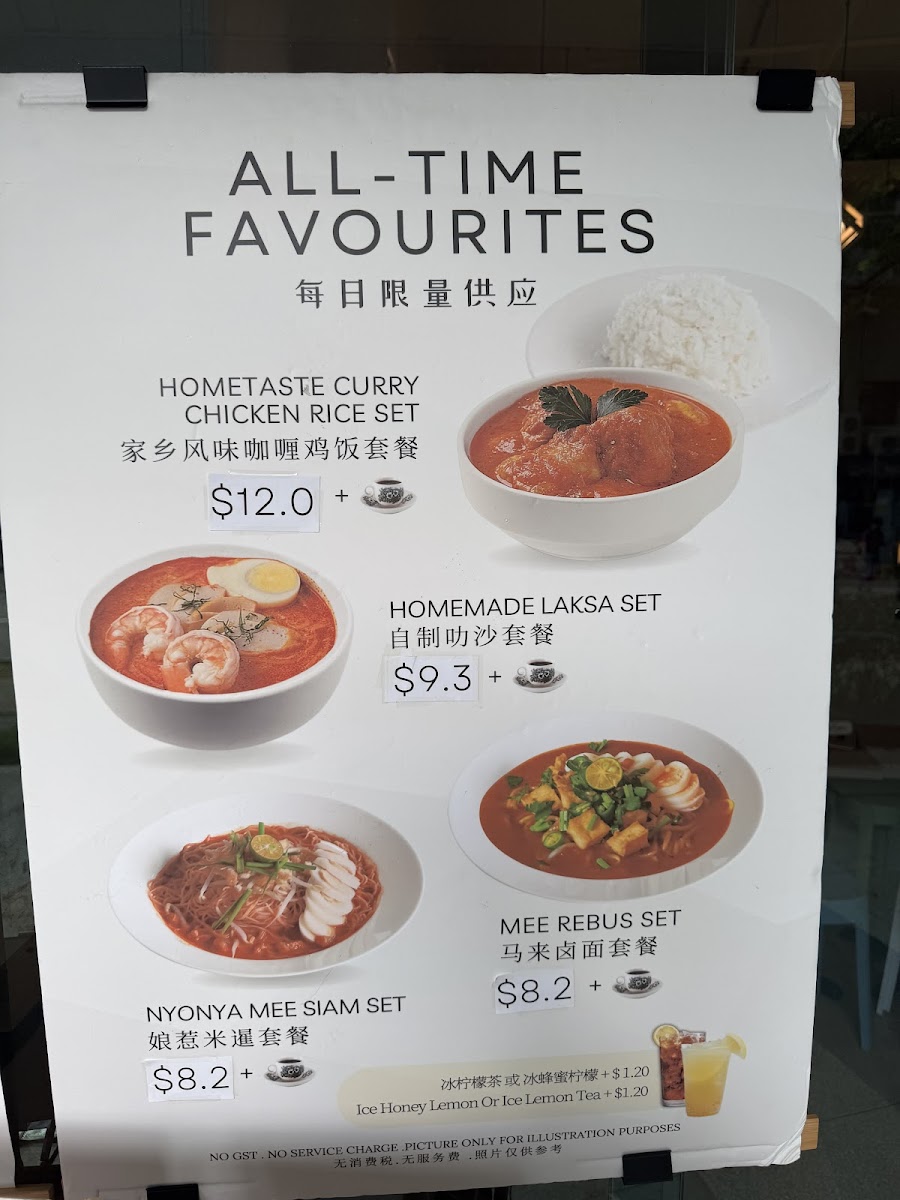 ALL-TIME
FAVOURITES
每日限量供应
HOMETASTE CURRY
CHICKEN RICE SET
家乡风味咖喱鸡饭套餐
$12.0 +
HOMEMADE LAKSA SET
自制叻沙套餐
$9.3 +
MEE REBUS SET
马来卤面套餐
$8.2 +
NYONYA MEE SIAM SET
娘惹米暹套餐
$8.2 +
冰柠檬茶 或 冰蜂蜜柠檬 + $1.20
Ice Honey Lemon Or Ice Lemon Tea + $1.20
NO GST . NO SERVICE CHARGE .PICTURE ONLY FOR ILLUSTRATION PURPOSES
无消费税 . 无服务费 . 照片仅供参考